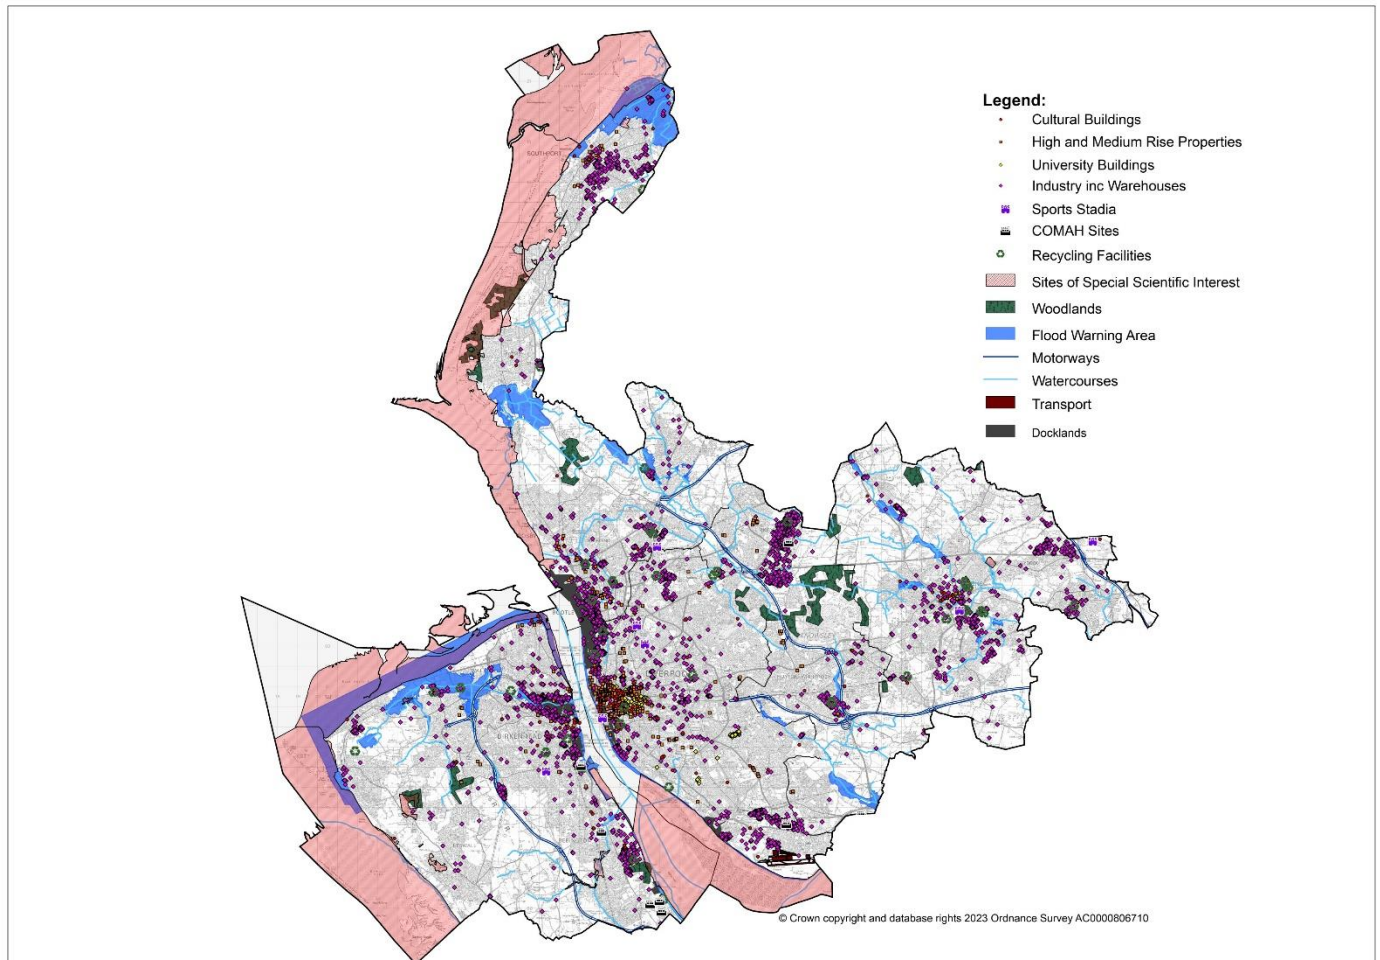 Legend:
Cultural Buildings
High and Medium Rise Properties
University Buildings
Industry inc Warehouses
Sports Stadia
COMAH Sites
Recycling Facilities
Sites of Special Scientific Interest
Woodlands
Flood Warning Area
Motorways
Watercourses
Transport
Docklands
SOUTHPORT
© Crown copyright and database rights 2023 Ordnance Survey AC0000806710